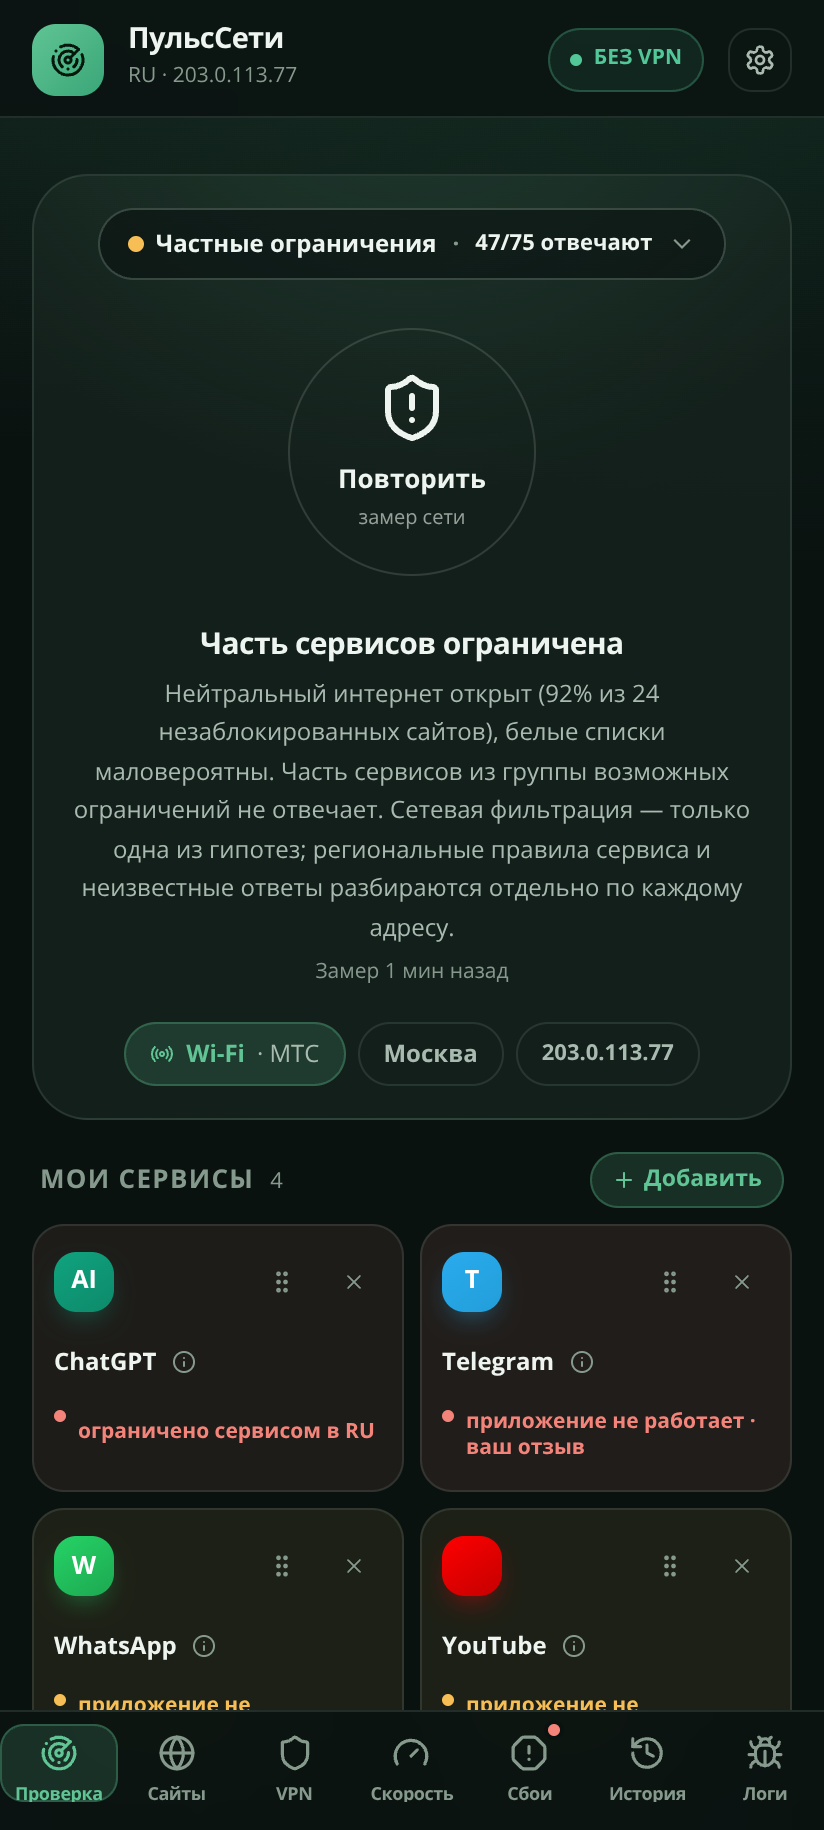 ПульсСети
RU · 203.0.113.77
БЕЗ VPN
Частные ограничения · 47/75 отвечают
Повторить
замер сети
Часть сервисов ограничена
Нейтральный интернет открыт (92% из 24
незаблокированных сайтов), белые списки
маловероятны. Часть сервисов из группы возможных
ограничений не отвечает. Сетевая фильтрация — только
одна из гипотез; региональные правила сервиса и
неизвестные ответы разбираются отдельно по каждому
адресу.
Замер 1 мин назад
Wi-Fi · МТС
Москва
203.0.113.77
МОИ СЕРВИСЫ 4
+ Добавить
AI
ChatGPT
ограничено сервисом в RU
T
Telegram
приложение не работает ·
ваш отзыв
W
WhatsApp
приложение не
YouTube
приложение не
Проверка
Сайты
VPN
Скорость
Сбои
История
Логи